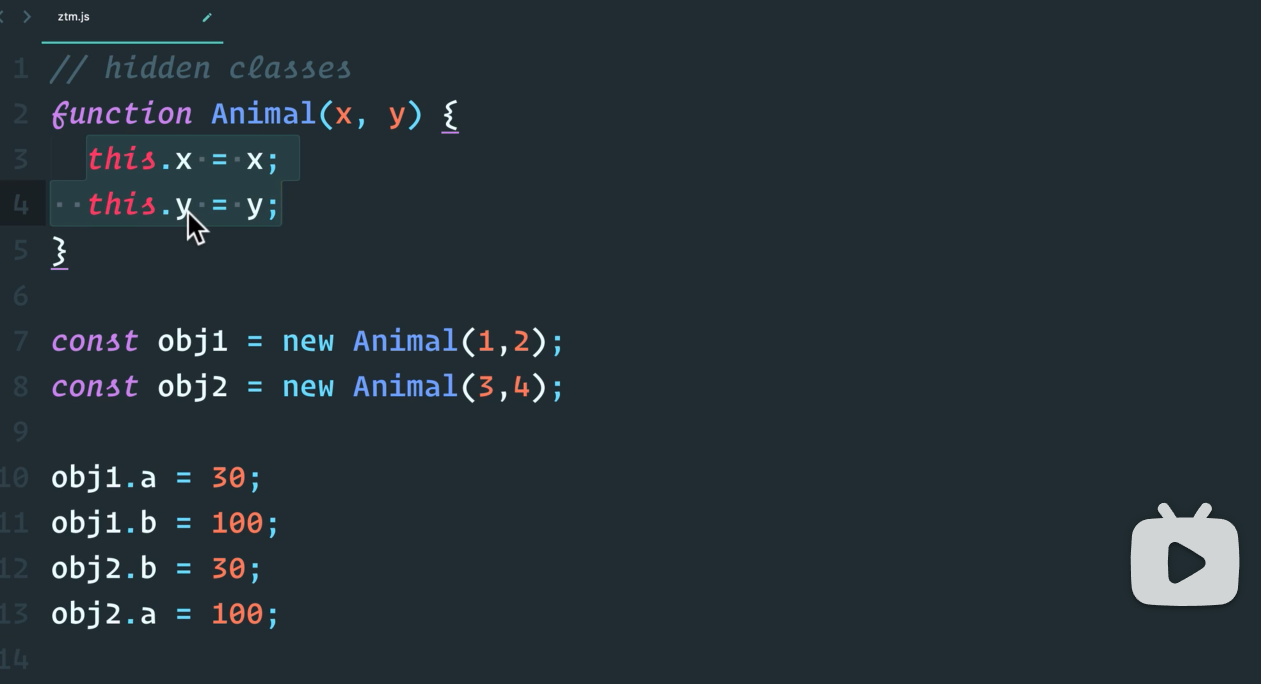 ztm.js
1 // hidden classes
2 function Animal(x, y) {
3 this.x = x;
4 this.y = y;
5 }
6
7 const obj1 = new Animal(1,2);
8 const obj2 = new Animal(3,4);
9
10 obj1.a = 30;
11 obj1.b = 100;
12 obj2.b = 30;
13 obj2.a = 100;
14